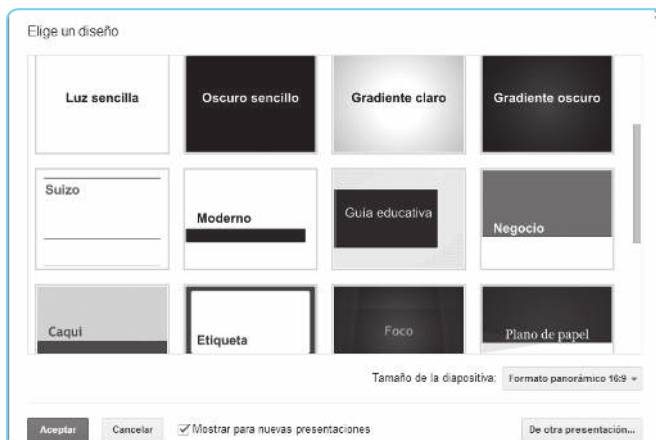 Elige un diseño
Luz sencilla
Oscuro sencillo
Gradiente claro
Gradiente oscuro
Suizo
Moderno
Guía educativa
Negocio
Caqui
Etiqueta
Foco
Plano de papel
Tamaño de la diapositiva: Formato panorámico 16:9
Aceptar Cancelar Mostrar para nuevas presentaciones De otra presentación...